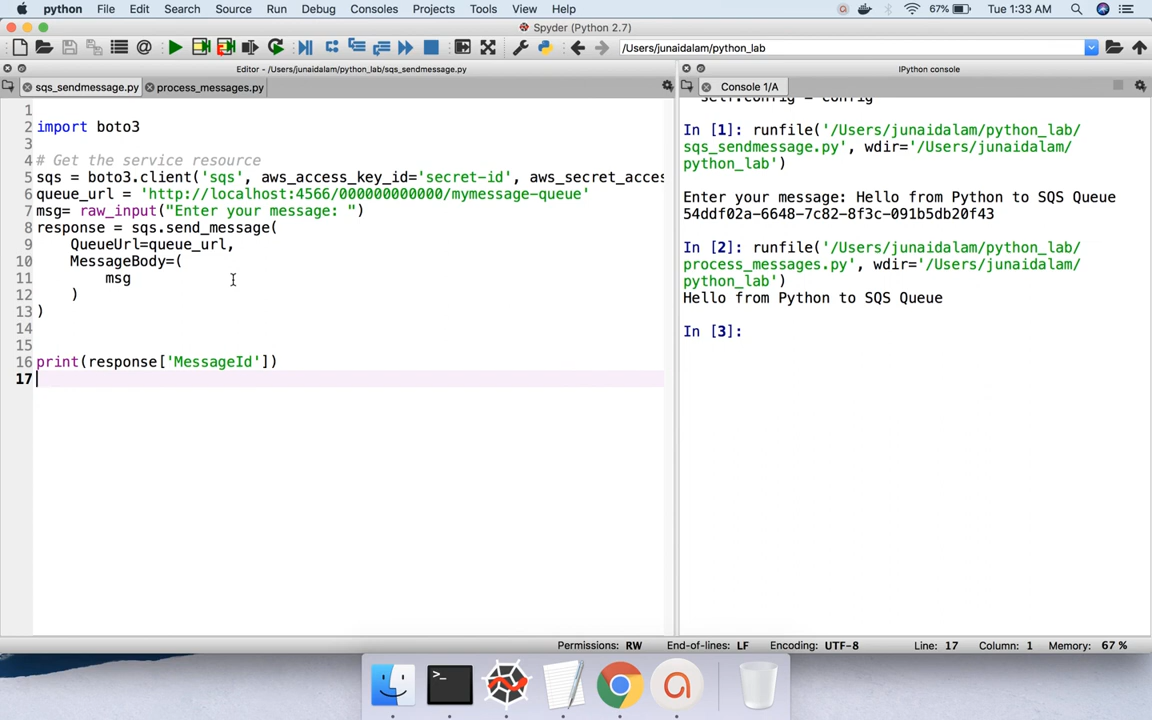 python File Edit Search Source Run Debug Consoles Projects Tools View Help 67% Tue 1:33 AM
Spyder (Python 2.7)
/Users/junaidalam/python_lab
Editor - /Users/junaidalam/python_lab/sqs_sendmessage.py
IPython console
sqs_sendmessage.py process_messages.py
Console 1/A
1
2 import boto3
3
4 # Get the service resource
5 sqs = boto3.client('sqs', aws_access_key_id='secret-id', aws_secret_acces
6 queue_url = 'http://localhost:4566/000000000000/mymessage-queue'
7 msg= raw_input("Enter your message: ")
8 response = sqs.send_message(
9 QueueUrl=queue_url,
10 MessageBody=(
11 msg
12 )
13 )
14
15
16 print(response['MessageId'])
17
self.config = config
In [1]: runfile('/Users/junaidalam/python_lab/
sqs_sendmessage.py', wdir='/Users/junaidalam/
python_lab')
Enter your message: Hello from Python to SQS Queue
54ddf02a-6648-7c82-8f3c-091b5db20f43
In [2]: runfile('/Users/junaidalam/python_lab/
process_messages.py', wdir='/Users/junaidalam/
python_lab')
Hello from Python to SQS Queue
In [3]:
Permissions: RW End-of-lines: LF Encoding: UTF-8 Line: 17 Column: 1 Memory: 67 %